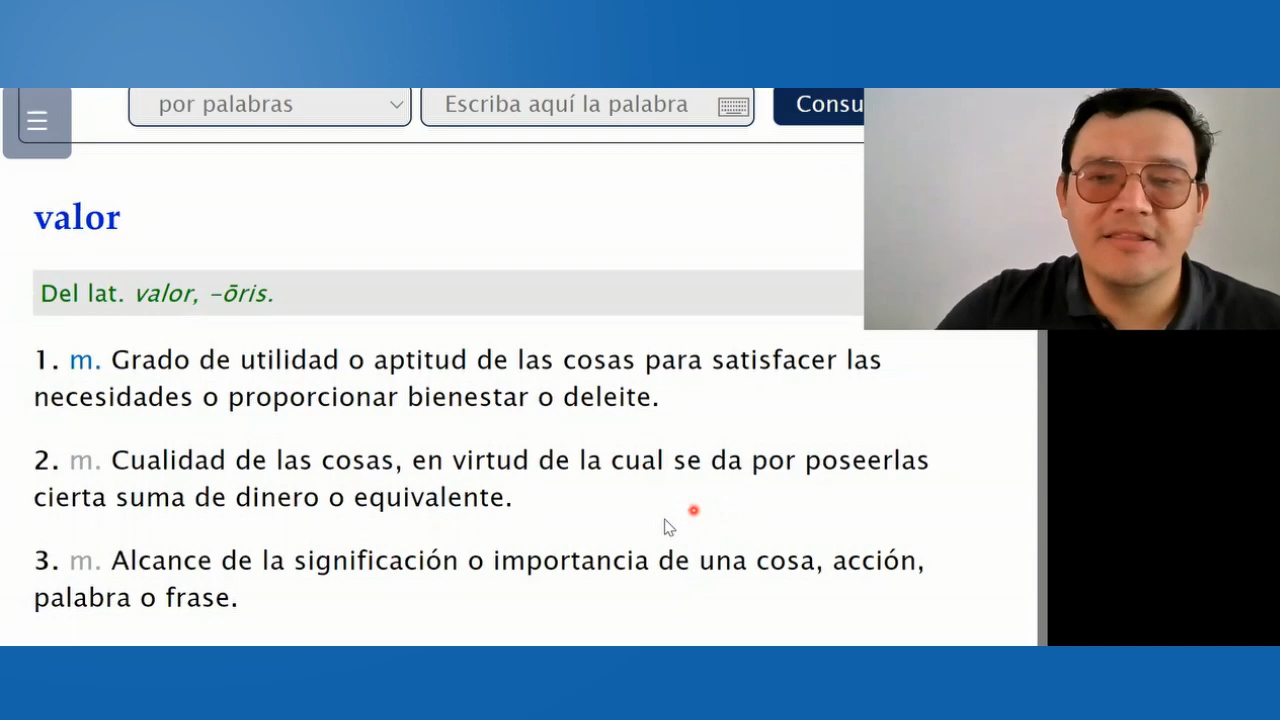 por palabras
Escriba aquí la palabra
Consu
valor
Del lat. valor, –ōris.
1. m. Grado de utilidad o aptitud de las cosas para satisfacer las
necesidades o proporcionar bienestar o deleite.
2. m. Cualidad de las cosas, en virtud de la cual se da por poseerlas
cierta suma de dinero o equivalente.
3. m. Alcance de la significación o importancia de una cosa, acción,
palabra o frase.